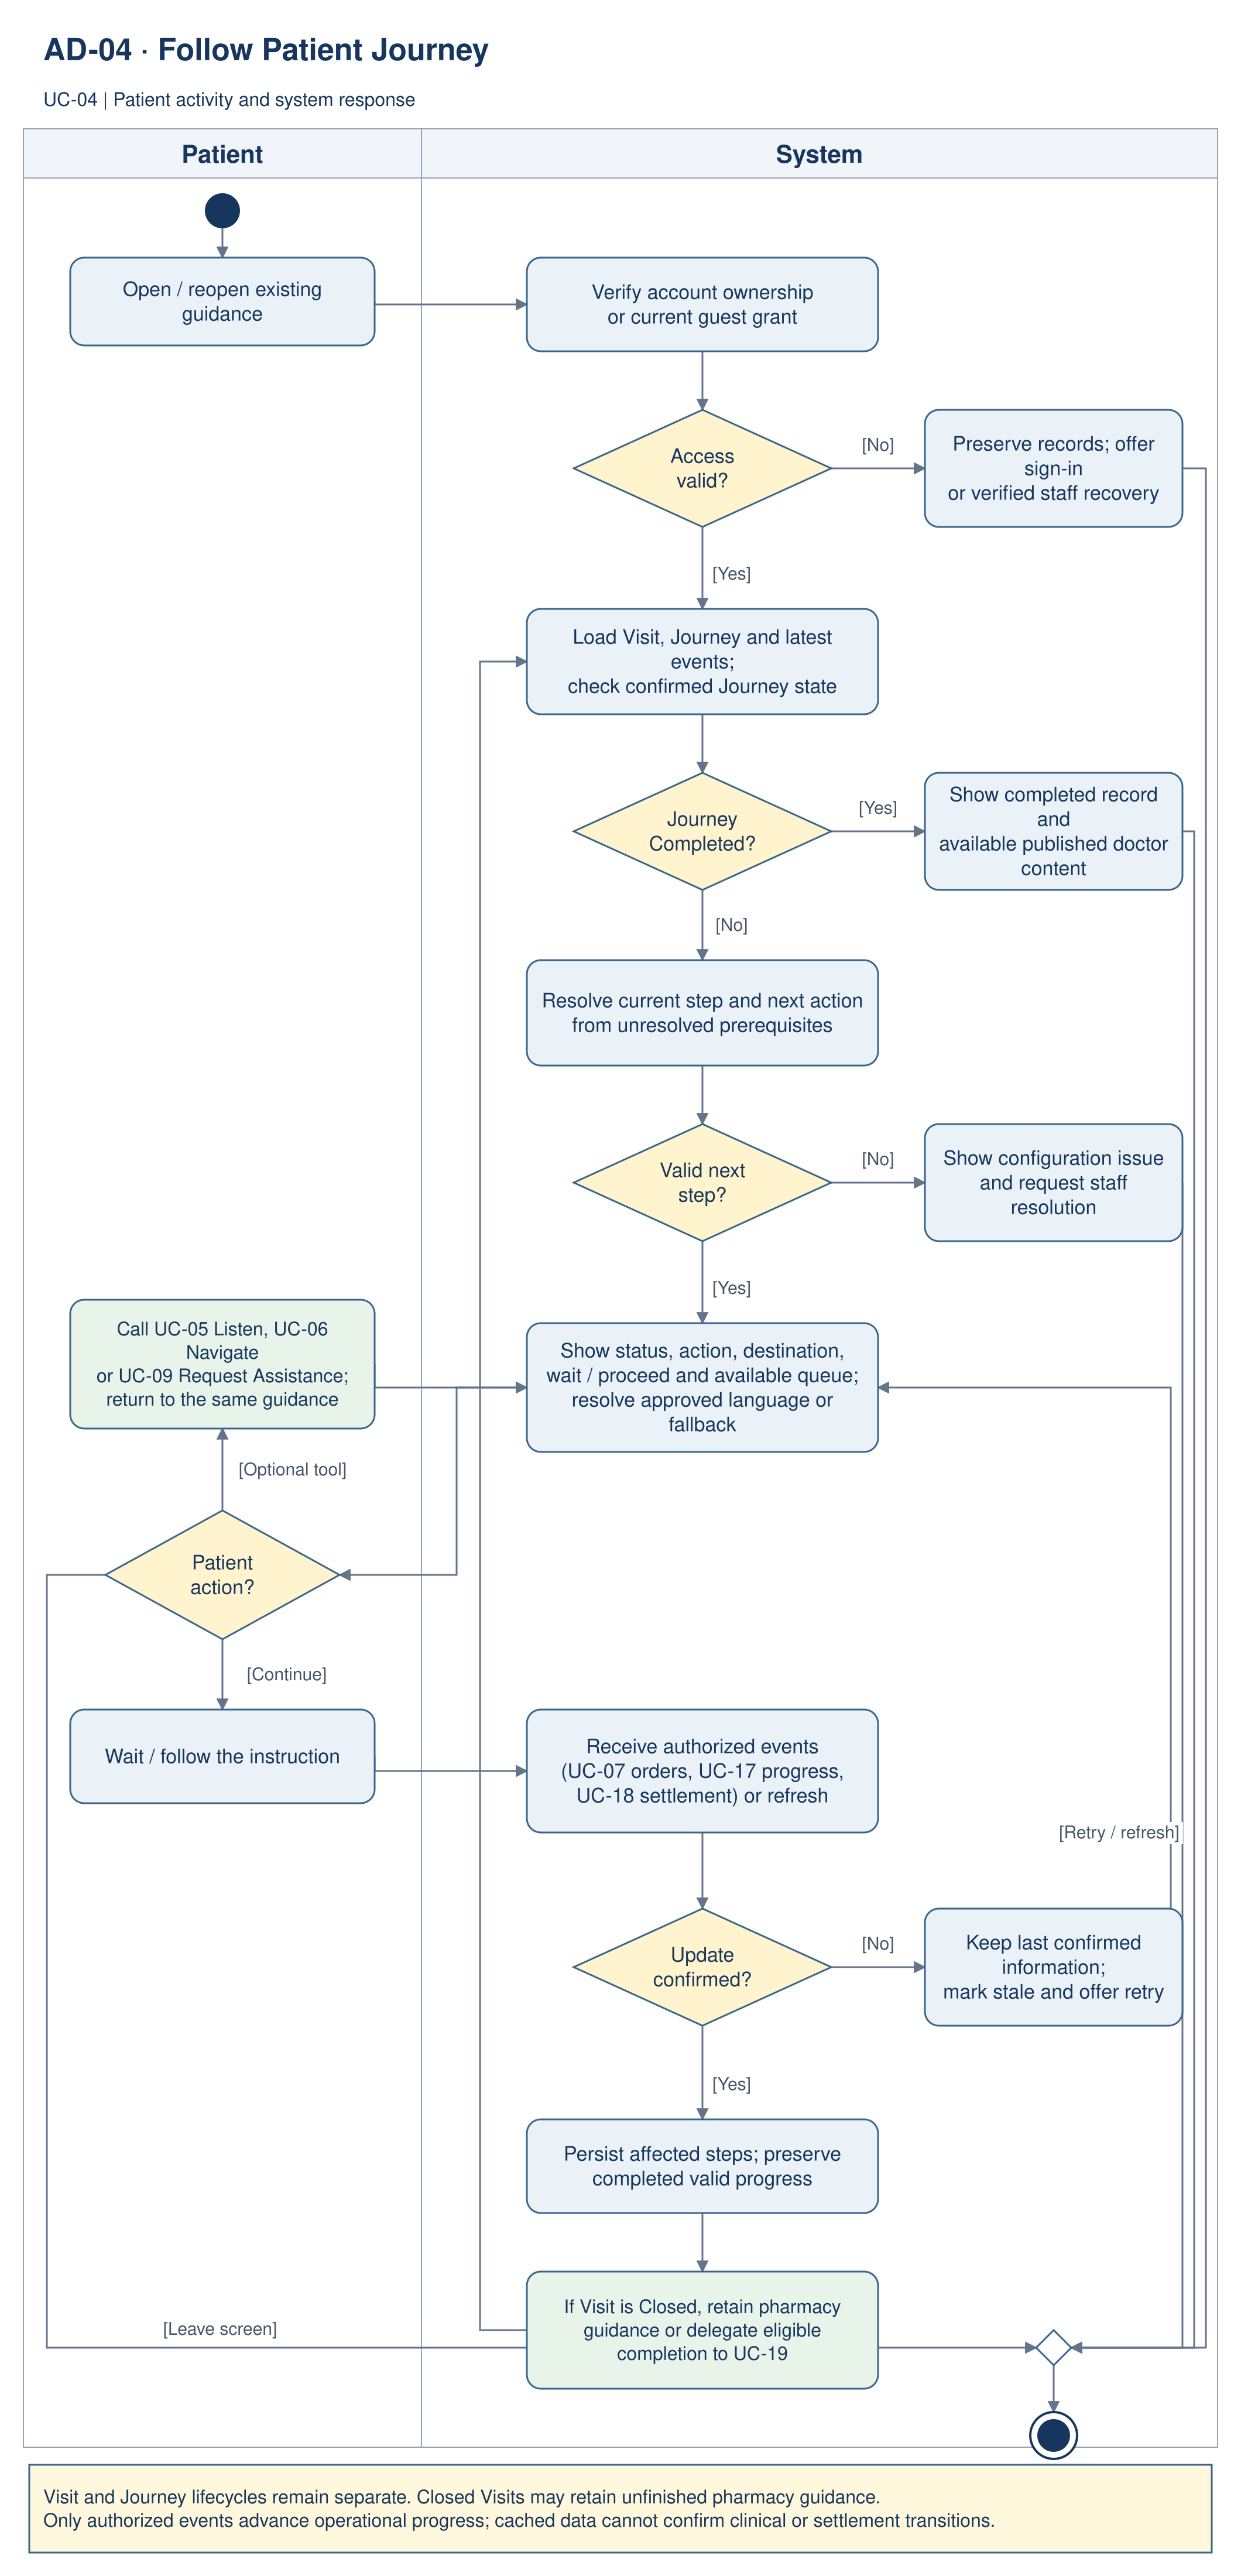 AD-04 · Follow Patient Journey
UC-04 | Patient activity and system response
Patient
System
Open / reopen existing
guidance
Verify account ownership
or current guest grant
Access
valid?
[No]
Preserve records; offer
sign-in
or verified staff recovery
[Yes]
Load Visit, Journey and latest
events;
check confirmed Journey state
Journey
Completed?
[Yes]
Show completed record
and
available published doctor
content
[No]
Resolve current step and next action
from unresolved prerequisites
Valid next
step?
[No]
Show configuration issue
and request staff
resolution
[Yes]
Call UC-05 Listen, UC-06
Navigate
or UC-09 Request Assistance;
return to the same guidance
Show status, action, destination,
wait / proceed and available queue;
resolve approved language or
fallback
[Optional tool]
Patient
action?
[Continue]
Wait / follow the instruction
Receive authorized events
(UC-07 orders, UC-17 progress,
UC-18 settlement) or refresh
[Retry / refresh]
Update
confirmed?
[No]
Keep last confirmed
information;
mark stale and offer retry
[Yes]
Persist affected steps; preserve
completed valid progress
If Visit is Closed, retain pharmacy
guidance or delegate eligible
completion to UC-19
[Leave screen]
Visit and Journey lifecycles remain separate. Closed Visits may retain unfinished pharmacy guidance.
Only authorized events advance operational progress; cached data cannot confirm clinical or settlement transitions.